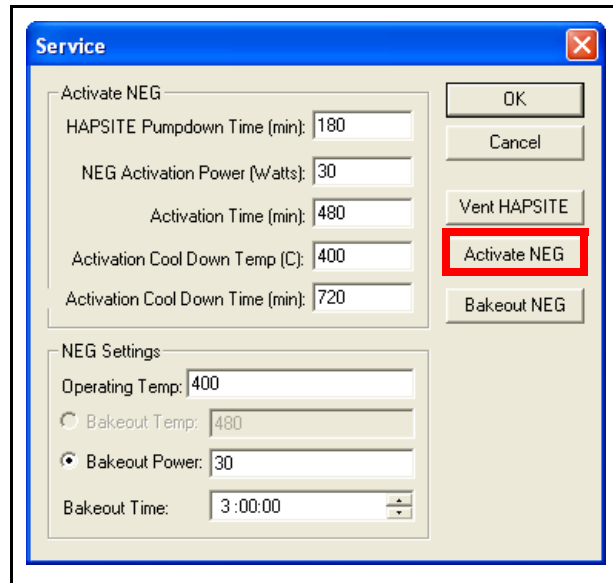 Service
Activate NEG
HAPSITE Pumpdown Time (min): 180
NEG Activation Power (Watts): 30
Activation Time (min): 480
Activation Cool Down Temp (C): 400
Activation Cool Down Time (min): 720
OK
Cancel
Vent HAPSITE
Activate NEG
Bakeout NEG
NEG Settings
Operating Temp: 400
Bakeout Temp: 480
Bakeout Power: 30
Bakeout Time: 3:00:00